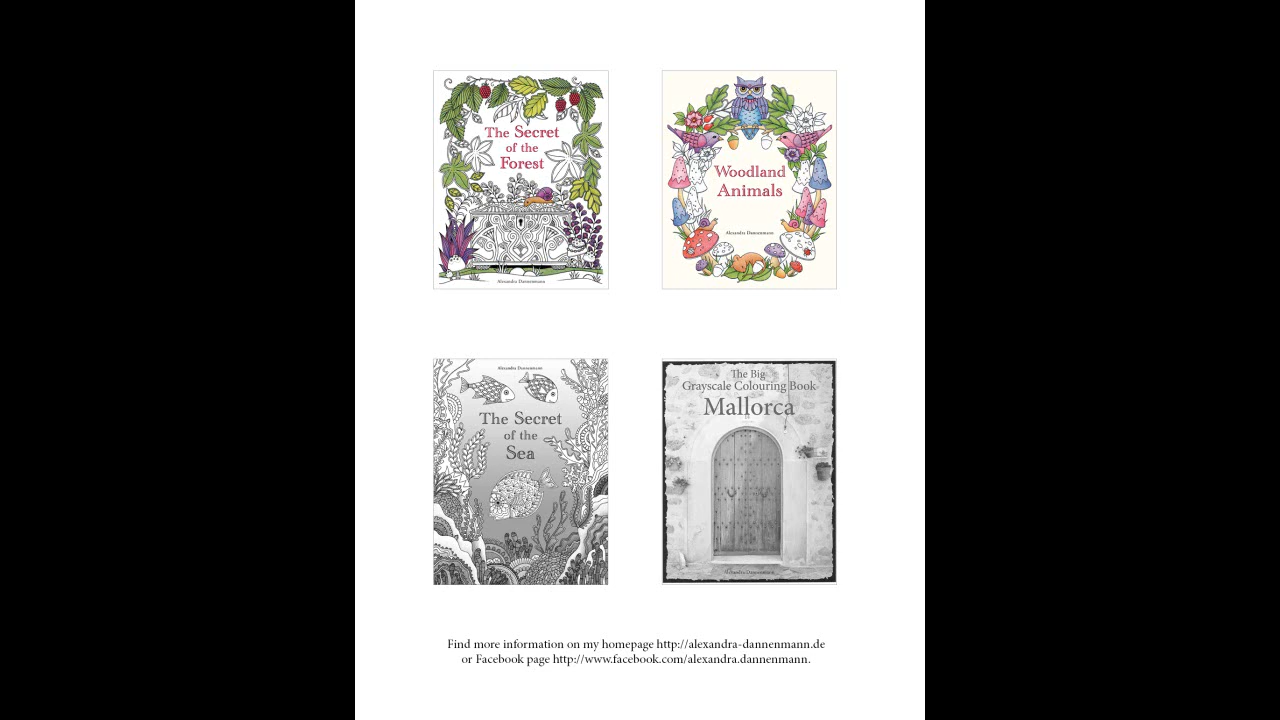 The Secret
of the
Forest
Alexandra Dannenmann
Woodland
Animals
Alexandra Dannenmann
Alexandra Dannenmann
The Secret
of the
Sea
The Big
Grayscale Colouring Book
Mallorca
Alexandra Dannenmann
Find more information on my homepage http://alexandra-dannenmann.de
or Facebook page http://www.facebook.com/alexandra.dannenmann.